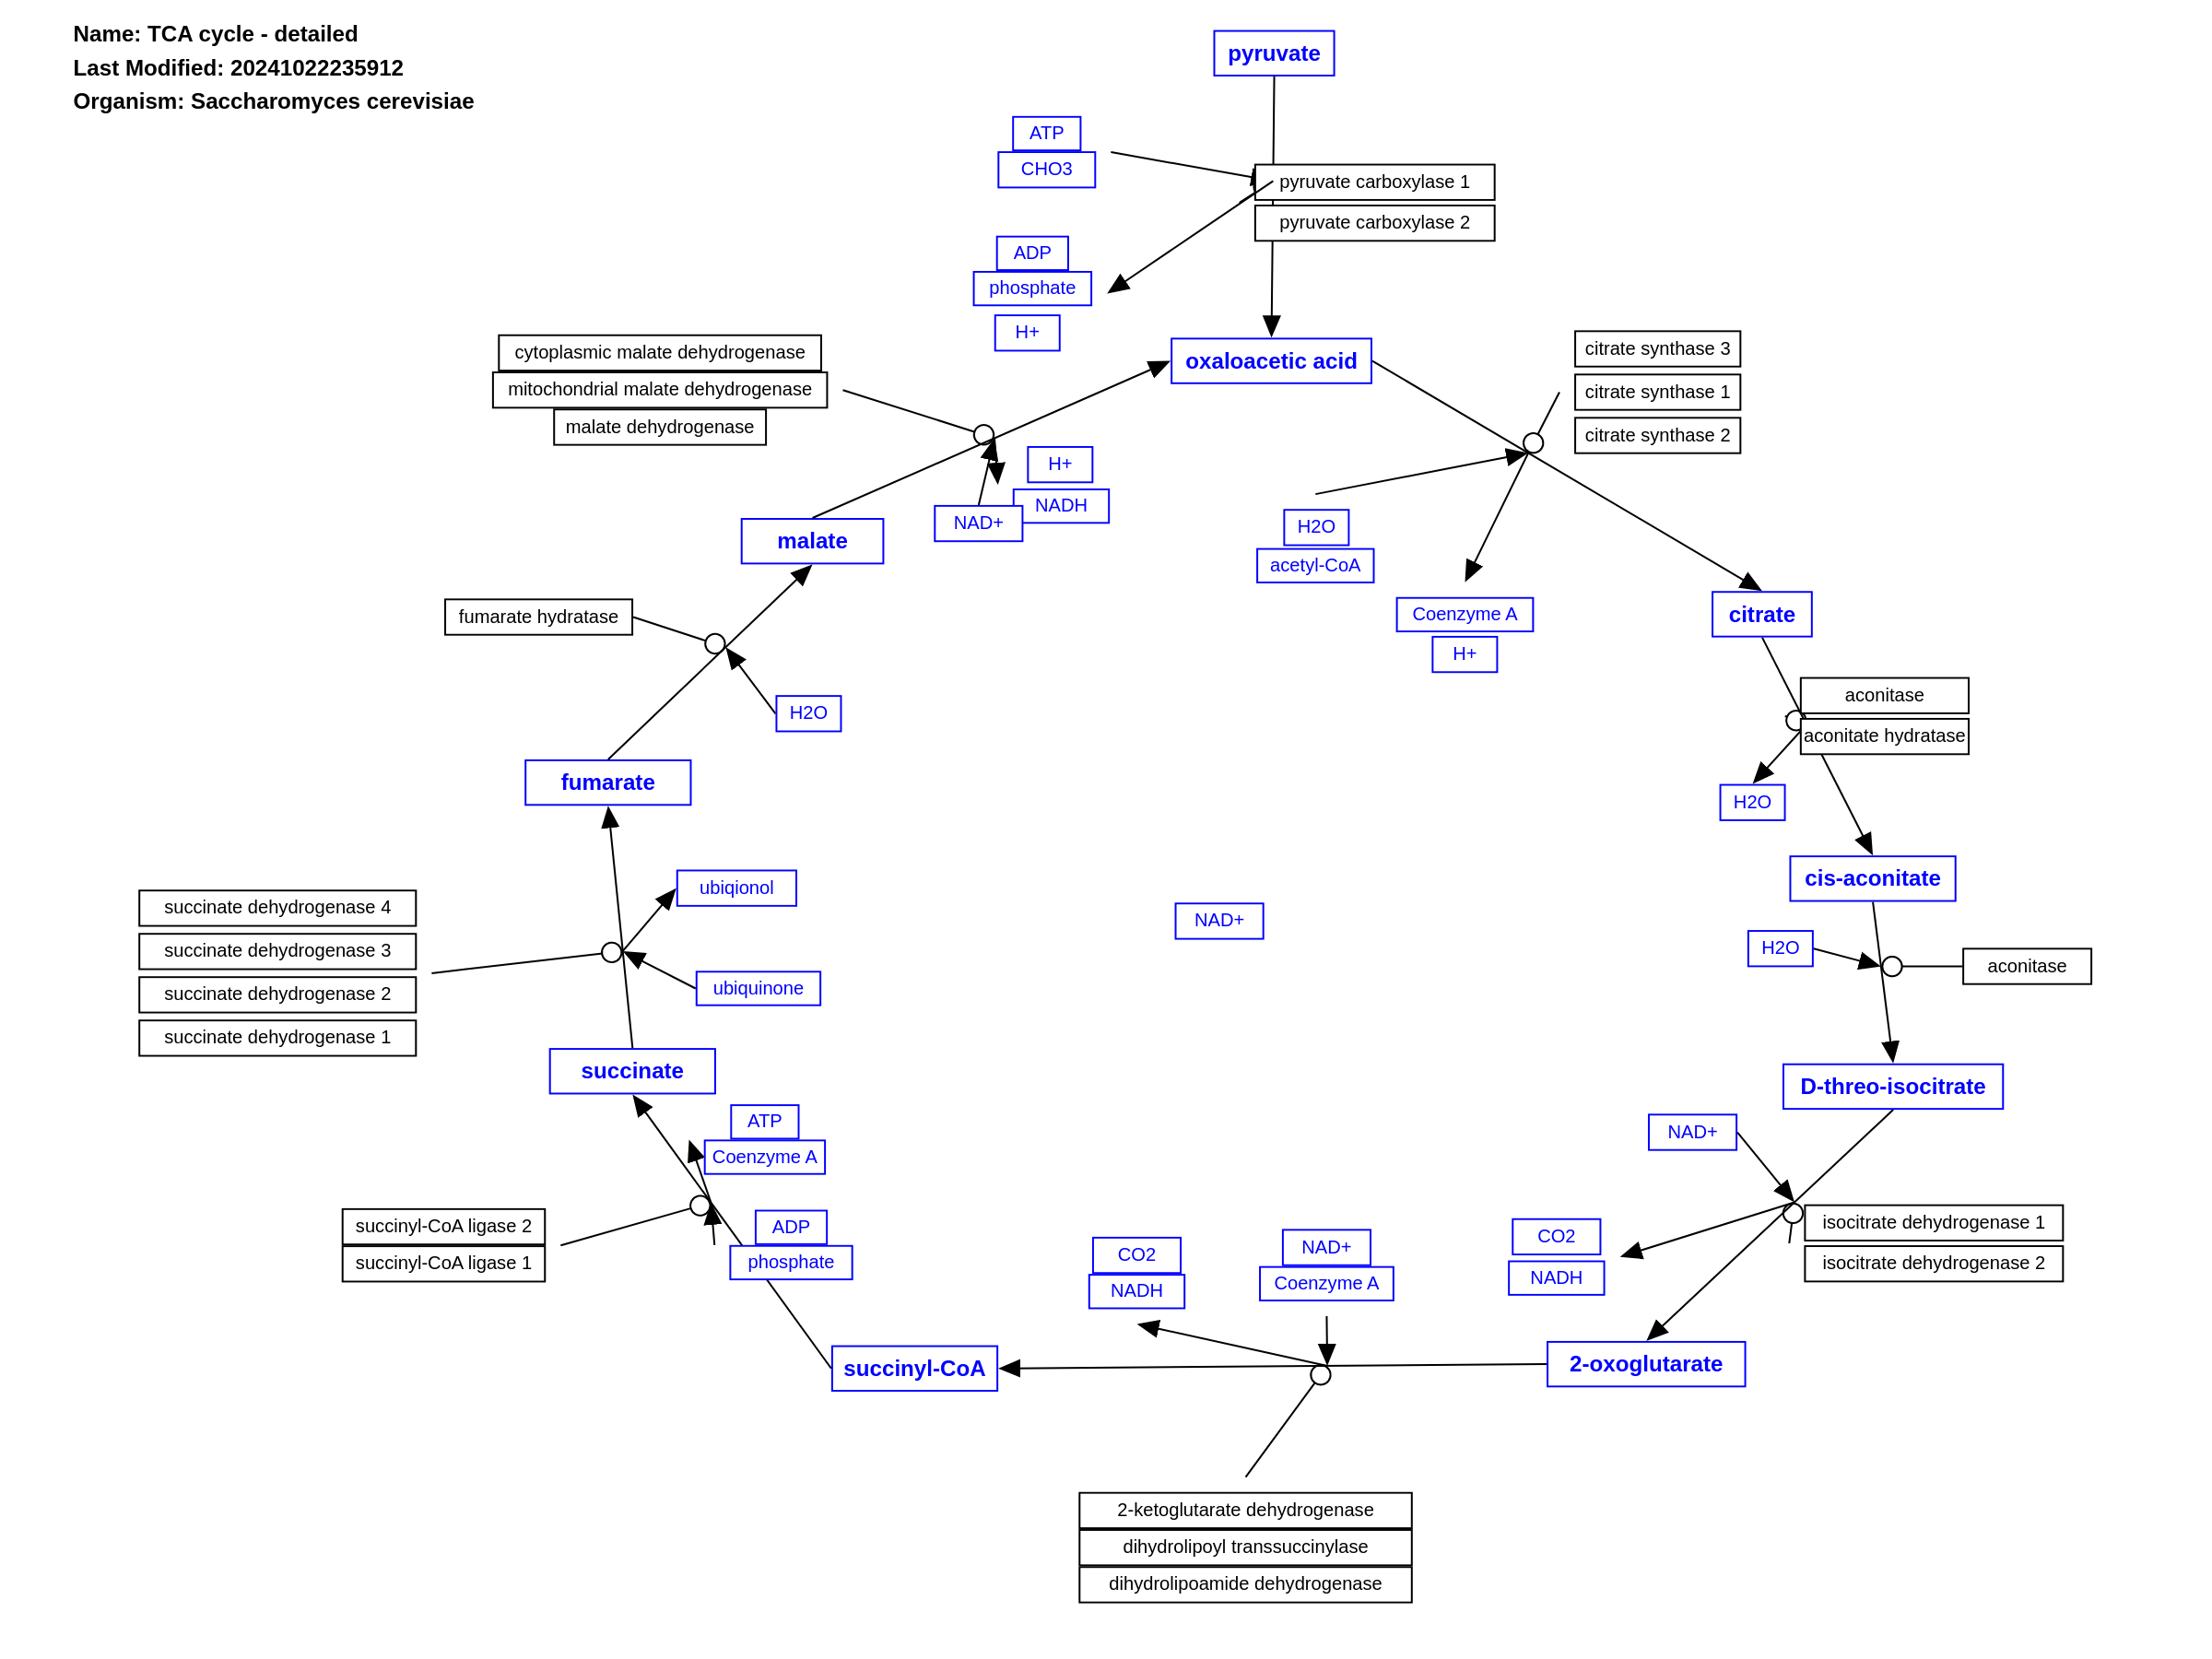 Name: TCA cycle - detailed
Last Modified: 20241022235912
Organism: Saccharomyces cerevisiae
pyruvate
ATP
CHO3
pyruvate carboxylase 1
pyruvate carboxylase 2
ADP
phosphate
H+
oxaloacetic acid
cytoplasmic malate dehydrogenase
mitochondrial malate dehydrogenase
malate dehydrogenase
citrate synthase 3
citrate synthase 1
citrate synthase 2
H+
NADH
NAD+
malate
H2O
acetyl-CoA
Coenzyme A
H+
citrate
fumarate hydratase
H2O
aconitase
aconitate hydratase
H2O
fumarate
cis-aconitate
ubiqionol
ubiquinone
NAD+
H2O
aconitase
succinate dehydrogenase 4
succinate dehydrogenase 3
succinate dehydrogenase 2
succinate dehydrogenase 1
succinate
D-threo-isocitrate
ATP
Coenzyme A
NAD+
ADP
phosphate
succinyl-CoA ligase 2
succinyl-CoA ligase 1
CO2
NADH
NAD+
Coenzyme A
CO2
NADH
isocitrate dehydrogenase 1
isocitrate dehydrogenase 2
succinyl-CoA
2-oxoglutarate
2-ketoglutarate dehydrogenase
dihydrolipoyl transsuccinylase
dihydrolipoamide dehydrogenase